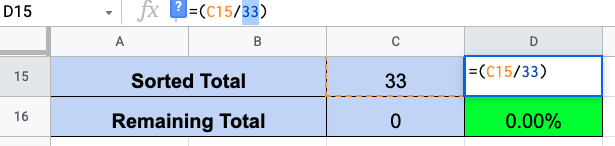 D15 fx ? =(C15/33)
A B C D
15 Sorted Total 33 =(C15/33)
16 Remaining Total 0 0.00%